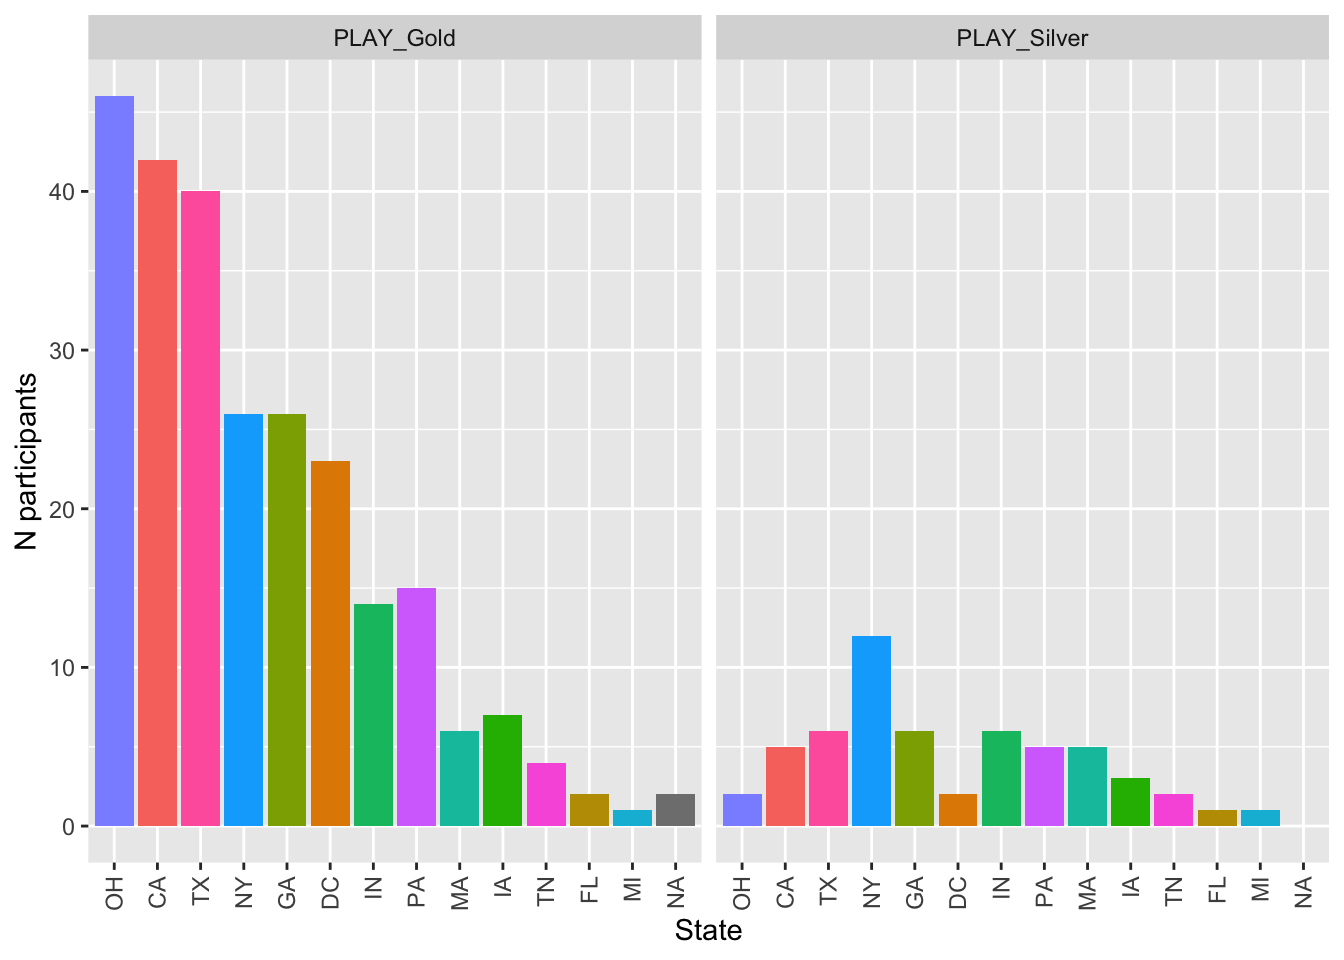 PLAY_Gold
PLAY_Silver
N participants
40
30
20
10
0
OH CA TX NY GA DC IN PA MA IA TN FL MI NA
OH CA TX NY GA DC IN PA MA IA TN FL MI NA
State